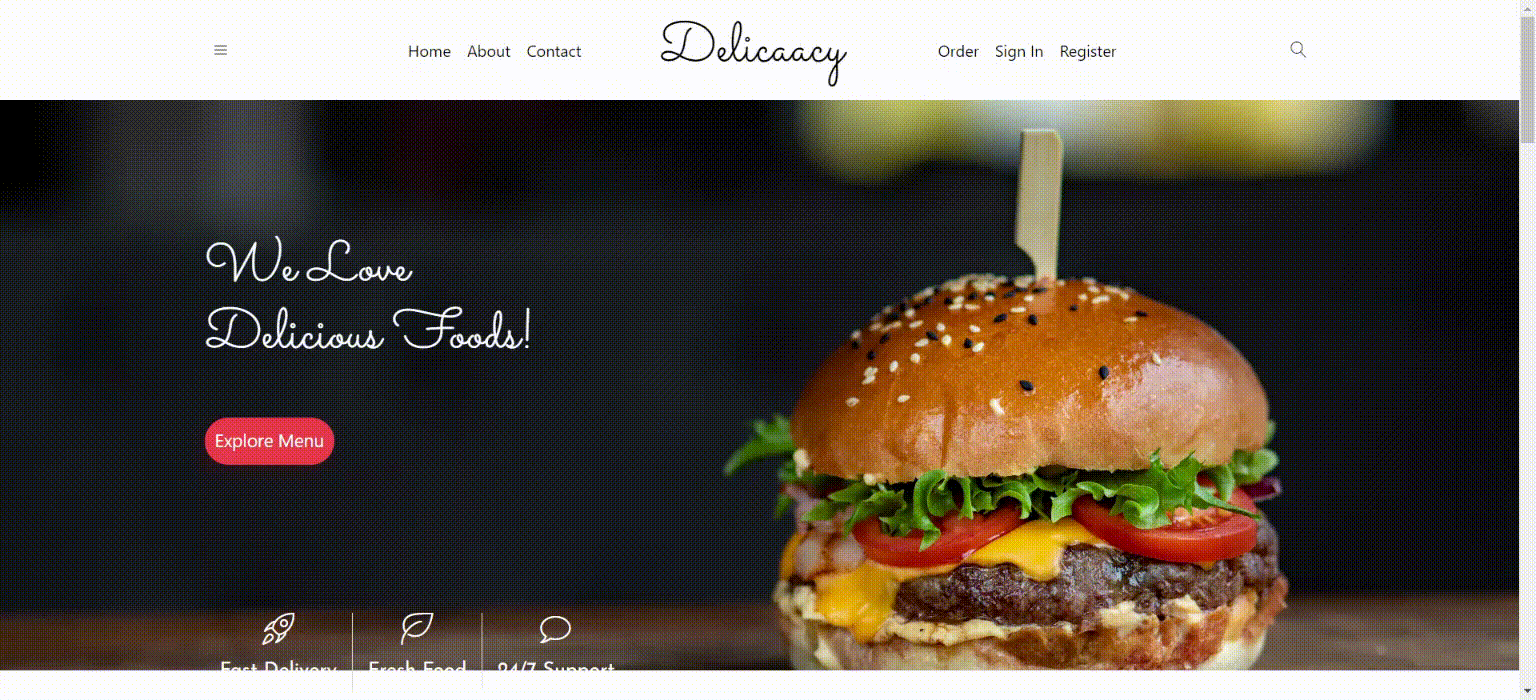 Home About Contact Delicaacy Order Sign In Register
We Love
Delicious Foods!
Explore Menu
Fast Delivery Fresh Food 24/7 Support